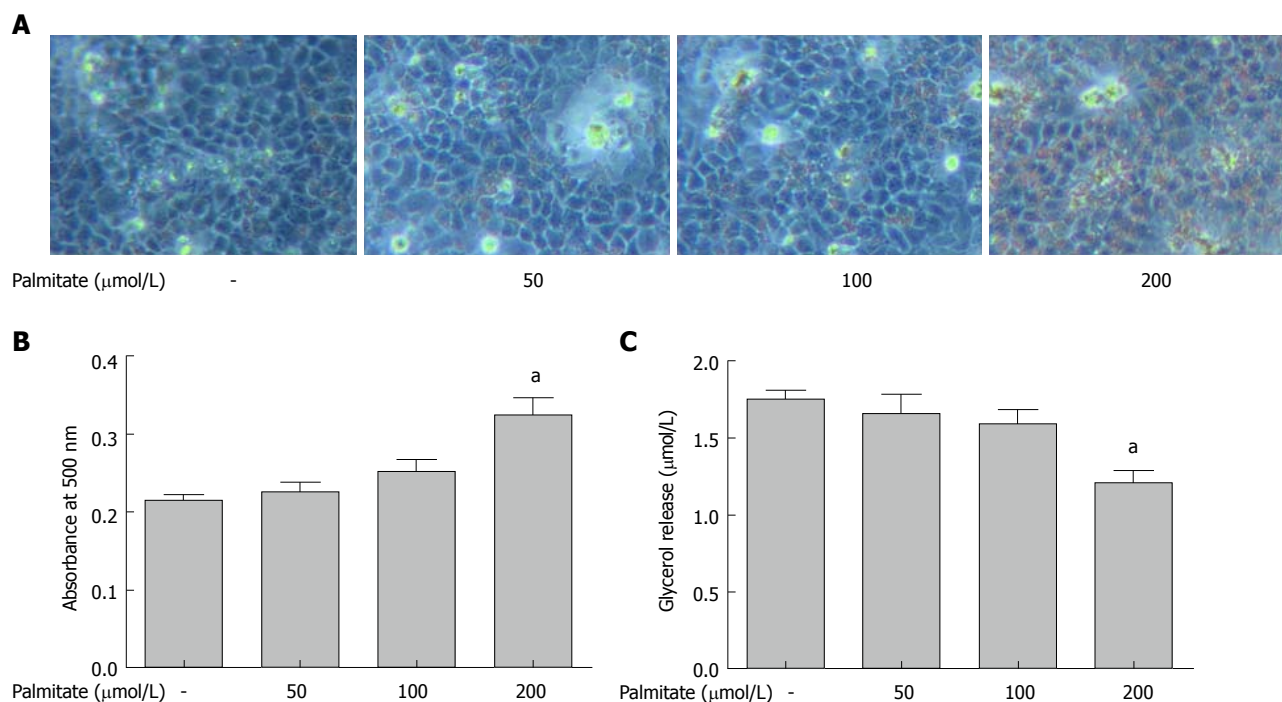 A
Palmitate (μmol/L) - 50 100 200
B
Absorbance at 500 nm
0.4
0.3
0.2
0.1
0.0
a
Palmitate (μmol/L) - 50 100 200
C
Glycerol release (μmol/L)
2.0
1.5
1.0
0.5
0.0
a
Palmitate (μmol/L) - 50 100 200